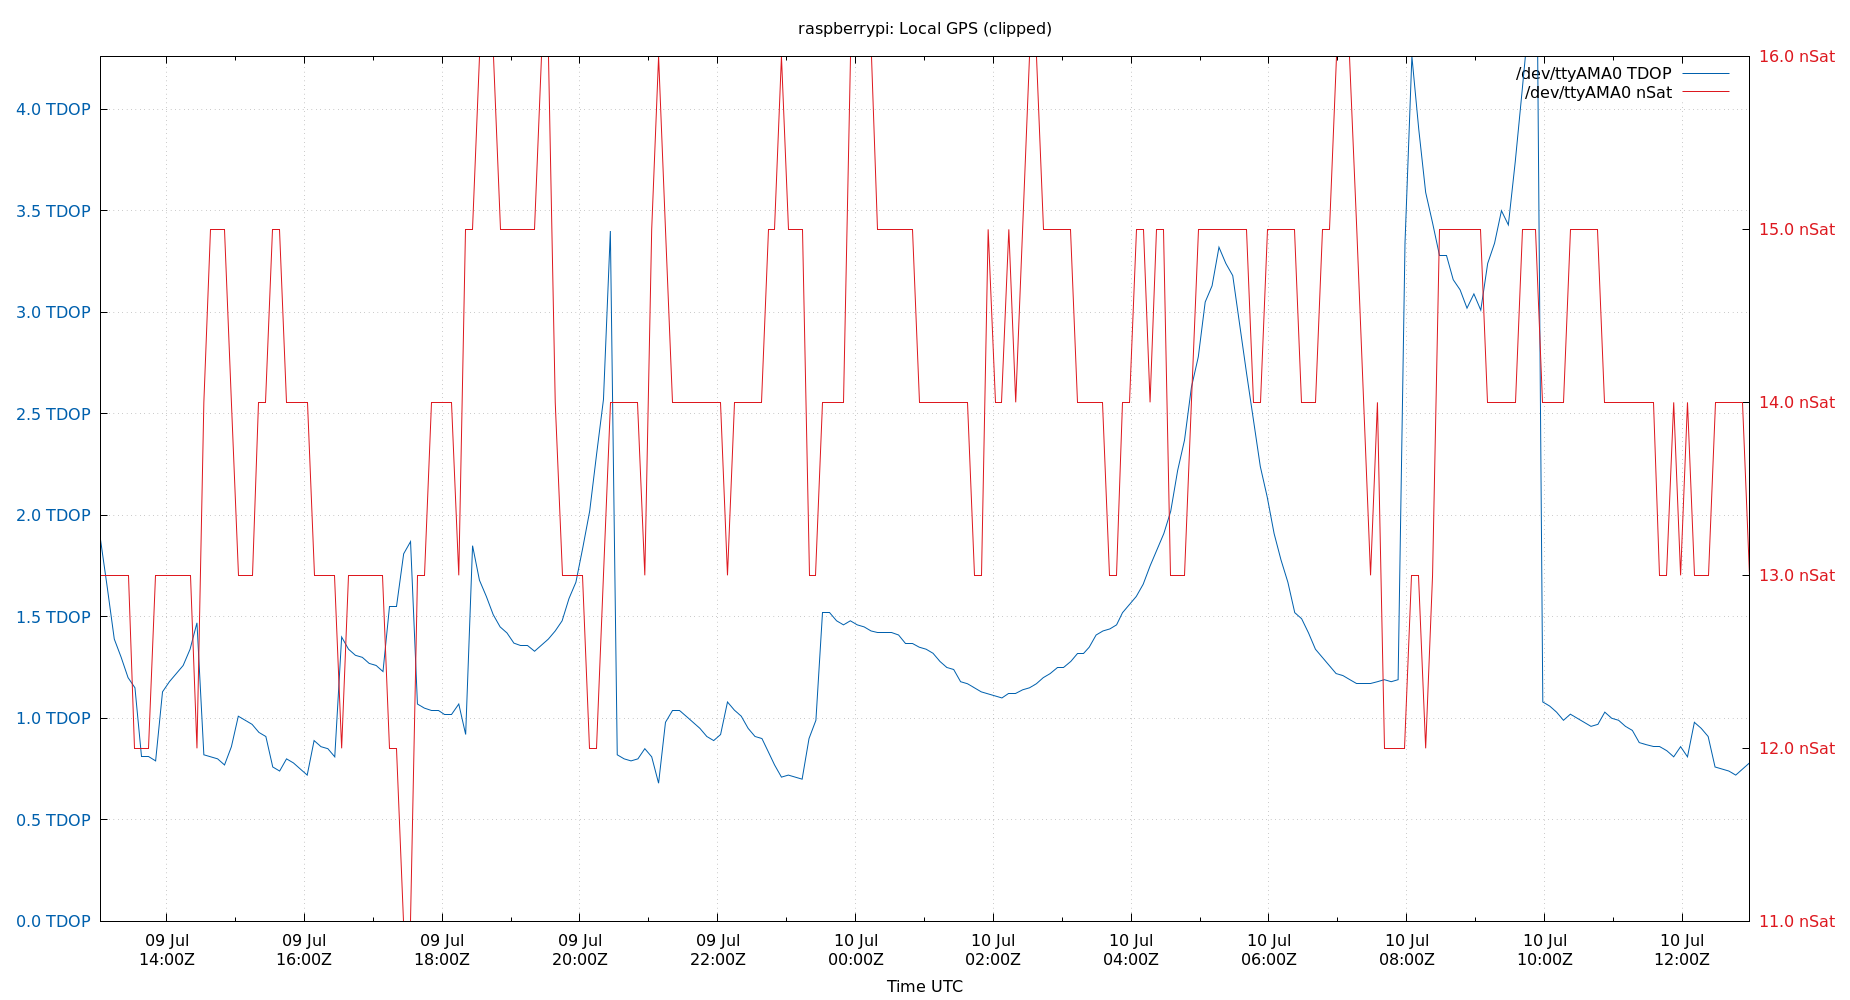 raspberrypi: Local GPS (clipped)
16.0 nSat
/dev/ttyAMA0 TDOP
/dev/ttyAMA0 nSat
4.0 TDOP
3.5 TDOP
15.0 nSat
3.0 TDOP
14.0 nSat
2.5 TDOP
2.0 TDOP
13.0 nSat
1.5 TDOP
1.0 TDOP
12.0 nSat
0.5 TDOP
0.0 TDOP
11.0 nSat
09 Jul
14:00Z
09 Jul
16:00Z
09 Jul
18:00Z
09 Jul
20:00Z
09 Jul
22:00Z
10 Jul
00:00Z
10 Jul
02:00Z
10 Jul
04:00Z
10 Jul
06:00Z
10 Jul
08:00Z
10 Jul
10:00Z
10 Jul
12:00Z
Time UTC